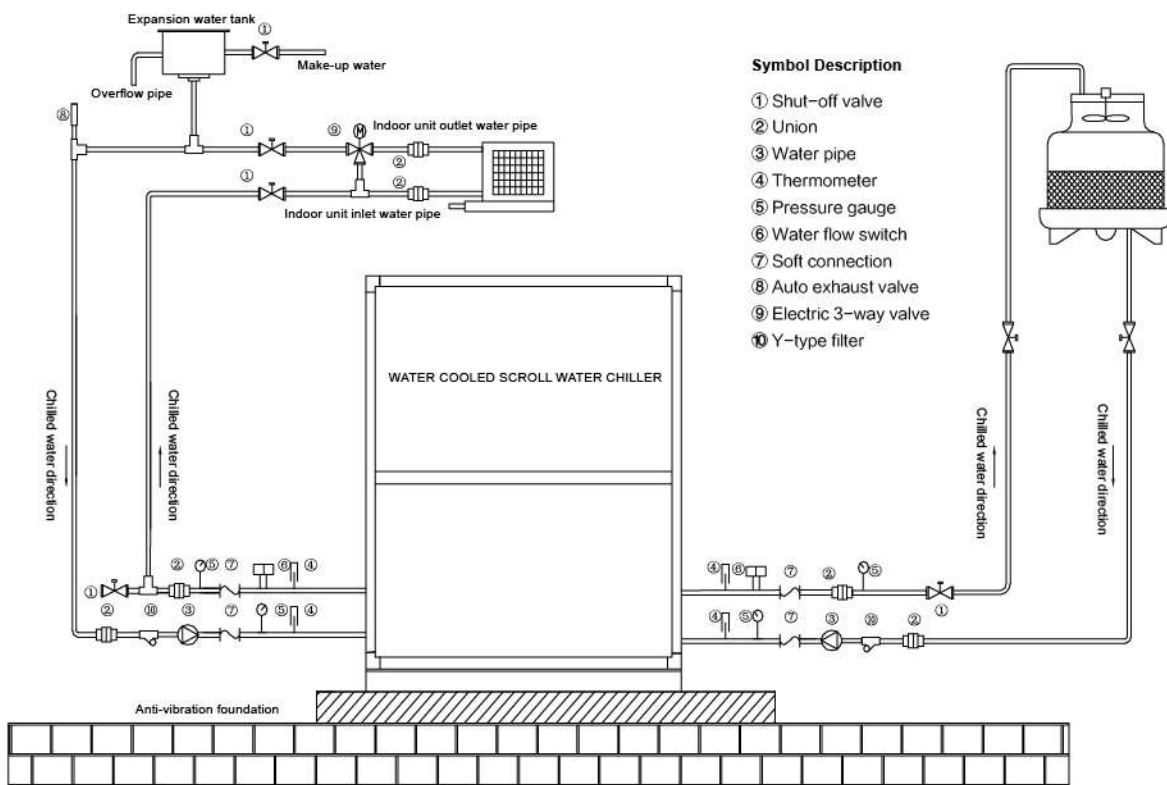 Expansion water tank
①
Make-up water
Overflow pipe
⑧
①
⑨
M
Indoor unit outlet water pipe
②
①
②
Indoor unit inlet water pipe
Symbol Description
① Shut-off valve
② Union
③ Water pipe
④ Thermometer
⑤ Pressure gauge
⑥ Water flow switch
⑦ Soft connection
⑧ Auto exhaust valve
⑨ Electric 3-way valve
⑩ Y-type filter
WATER COOLED SCROLL WATER CHILLER
Chilled water direction
Chilled water direction
Chilled water direction
Chilled water direction
② ⑤ ⑦ ⑥ ④
①
② ⑩ ③ ⑦ ⑤ ④
④ ⑥ ⑦ ② ⑤
①
④ ⑤ ⑦ ③ ⑩ ②
Anti-vibration foundation